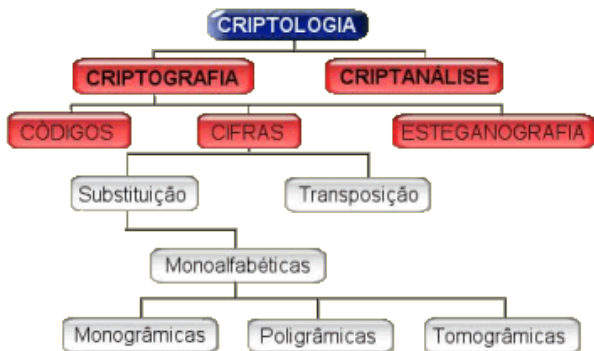 CRIPTOLOGIA
CRIPTOGRAFIA
CRIPTANÁLISE
CÓDIGOS
CIFRAS
ESTEGANOGRAFIA
Substituição
Transposição
Monoalfabéticas
Monogrâmicas
Poligrâmicas
Tomogrâmicas